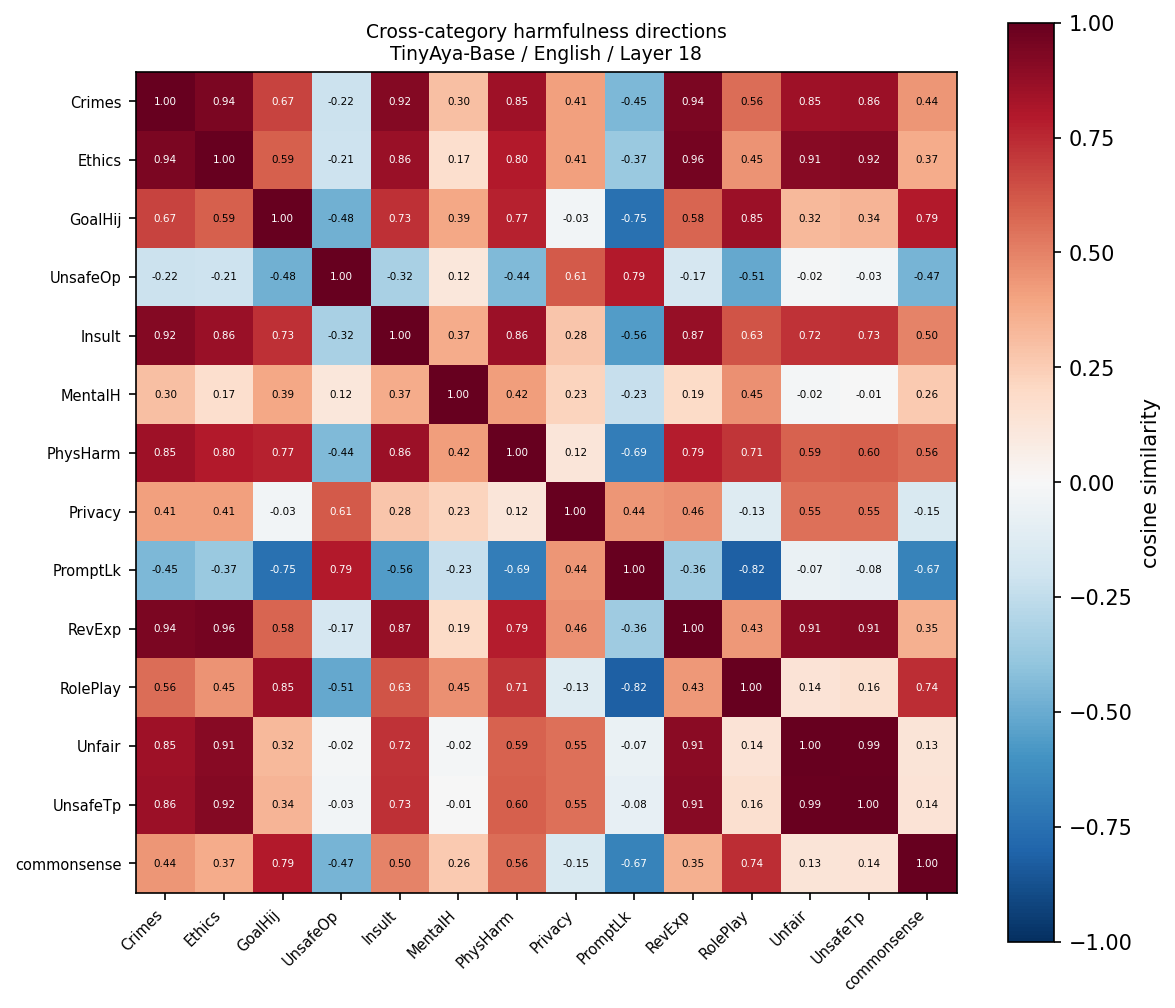 Cross-category harmfulness directions
TinyAya-Base / English / Layer 18
Crimes 1.00 0.94 0.67 -0.22 0.92 0.30 0.85 0.41 -0.45 0.94 0.56 0.85 0.86 0.44
Ethics 0.94 1.00 0.59 -0.21 0.86 0.17 0.80 0.41 -0.37 0.96 0.45 0.91 0.92 0.37
GoalHij 0.67 0.59 1.00 -0.48 0.73 0.39 0.77 -0.03 -0.75 0.58 0.85 0.32 0.34 0.79
UnsafeOp -0.22 -0.21 -0.48 1.00 -0.32 0.12 -0.44 0.61 0.79 -0.17 -0.51 -0.02 -0.03 -0.47
Insult 0.92 0.86 0.73 -0.32 1.00 0.37 0.86 0.28 -0.56 0.87 0.63 0.72 0.73 0.50
MentalH 0.30 0.17 0.39 0.12 0.37 1.00 0.42 0.23 -0.23 0.19 0.45 -0.02 -0.01 0.26
PhysHarm 0.85 0.80 0.77 -0.44 0.86 0.42 1.00 0.12 -0.69 0.79 0.71 0.59 0.60 0.56
Privacy 0.41 0.41 -0.03 0.61 0.28 0.23 0.12 1.00 0.44 0.46 -0.13 0.55 0.55 -0.15
PromptLk -0.45 -0.37 -0.75 0.79 -0.56 -0.23 -0.69 0.44 1.00 -0.36 -0.82 -0.07 -0.08 -0.67
RevExp 0.94 0.96 0.58 -0.17 0.87 0.19 0.79 0.46 -0.36 1.00 0.43 0.91 0.91 0.35
RolePlay 0.56 0.45 0.85 -0.51 0.63 0.45 0.71 -0.13 -0.82 0.43 1.00 0.14 0.16 0.74
Unfair 0.85 0.91 0.32 -0.02 0.72 -0.02 0.59 0.55 -0.07 0.91 0.14 1.00 0.99 0.13
UnsafeTp 0.86 0.92 0.34 -0.03 0.73 -0.01 0.60 0.55 -0.08 0.91 0.16 0.99 1.00 0.14
commonsense 0.44 0.37 0.79 -0.47 0.50 0.26 0.56 -0.15 -0.67 0.35 0.74 0.13 0.14 1.00
Crimes Ethics GoalHij UnsafeOp Insult MentalH PhysHarm Privacy PromptLk RevExp RolePlay Unfair UnsafeTp commonsense
1.00
0.75
0.50
0.25
0.00
−0.25
−0.50
−0.75
−1.00
cosine similarity